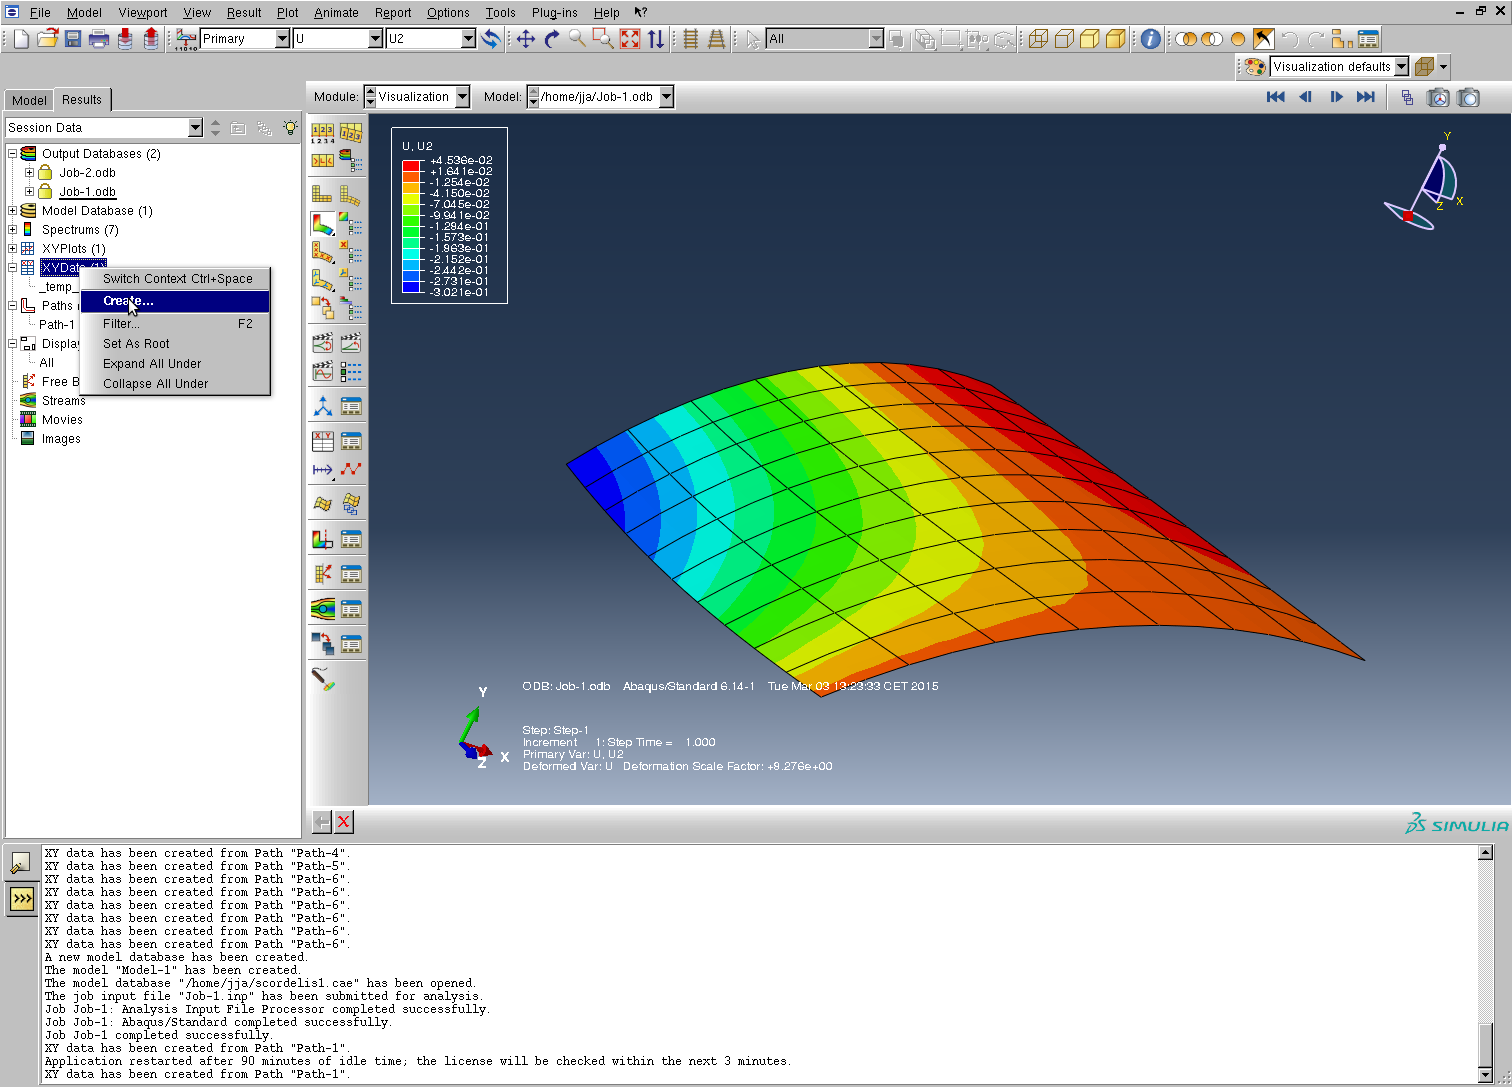 File Model Viewport View Result Plot Animate Report Options Tools Plug-ins Help ?
Primary U U2 All
Visualization defaults
Model Results
Module: Visualization Model: /home/jja/Job-1.odb
Session Data
Output Databases (2)
Job-2.odb
Job-1.odb
Model Database (1)
Spectrums (7)
XYPlots (1)
XYData (1)
_temp_
Paths
Path-1
Display
All
Free B
Streams
Movies
Images
Switch Context Ctrl+Space
Create...
Filter... F2
Set As Root
Expand All Under
Collapse All Under
U, U2
+4.536e-02
+1.641e-02
-1.254e-02
-4.150e-02
-7.045e-02
-9.941e-02
-1.284e-01
-1.573e-01
-1.863e-01
-2.152e-01
-2.442e-01
-2.731e-01
-3.021e-01
Y
Z X
Y
X
Z
ODB: Job-1.odb Abaqus/Standard 6.14-1 Tue Mar 03 13:23:33 CET 2015
Step: Step-1
Increment 1: Step Time = 1.000
Primary Var: U, U2
Deformed Var: U Deformation Scale Factor: +9.276e+00
SIMULIA
XY data has been created from Path "Path-4".
XY data has been created from Path "Path-5".
XY data has been created from Path "Path-6".
XY data has been created from Path "Path-6".
XY data has been created from Path "Path-6".
XY data has been created from Path "Path-6".
XY data has been created from Path "Path-6".
XY data has been created from Path "Path-6".
A new model database has been created.
The model "Model-1" has been created.
The model database "/home/jja/scordelis1.cae" has been opened.
The job input file "Job-1.inp" has been submitted for analysis.
Job Job-1: Analysis Input File Processor completed successfully.
Job Job-1: Abaqus/Standard completed successfully.
Job Job-1 completed successfully.
XY data has been created from Path "Path-1".
Application restarted after 90 minutes of idle time; the license will be checked within the next 3 minutes.
XY data has been created from Path "Path-1".